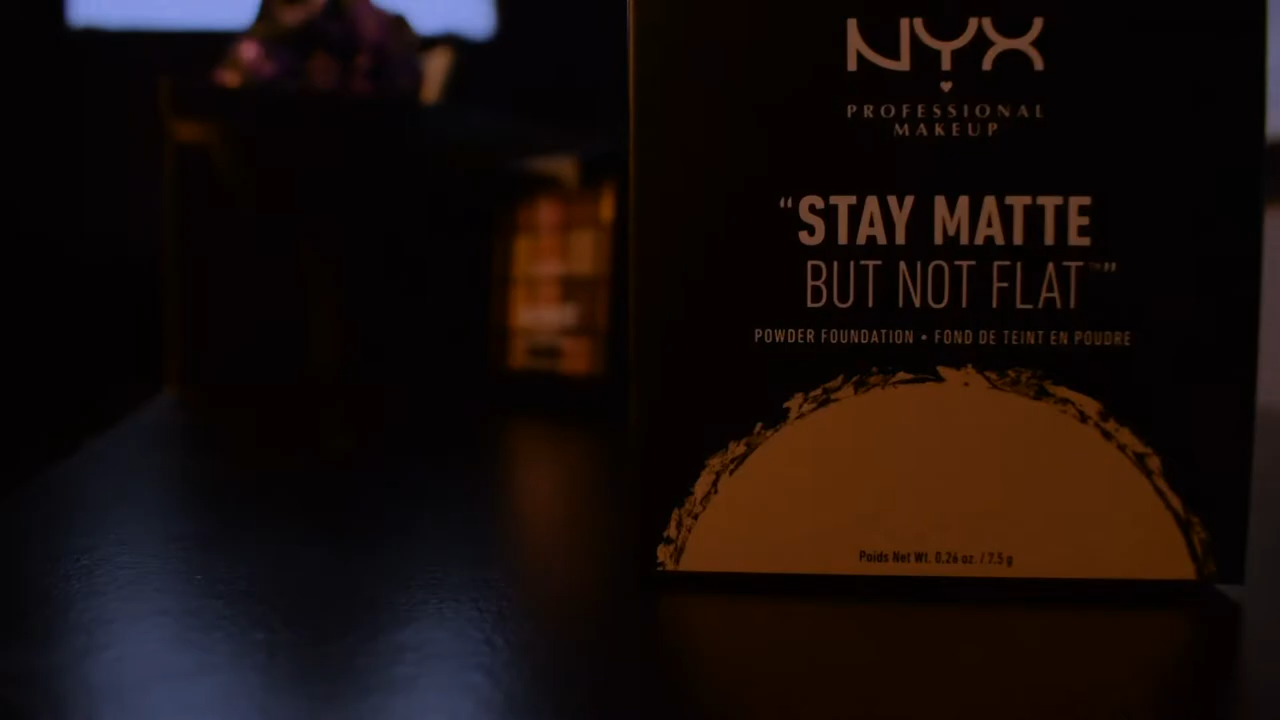 NYX
PROFESSIONAL
MAKEUP
“STAY MATTE
BUT NOT FLAT™”
POWDER FOUNDATION • FOND DE TEINT EN POUDRE
Poids Net Wt. 0.26 oz. / 7.5 g